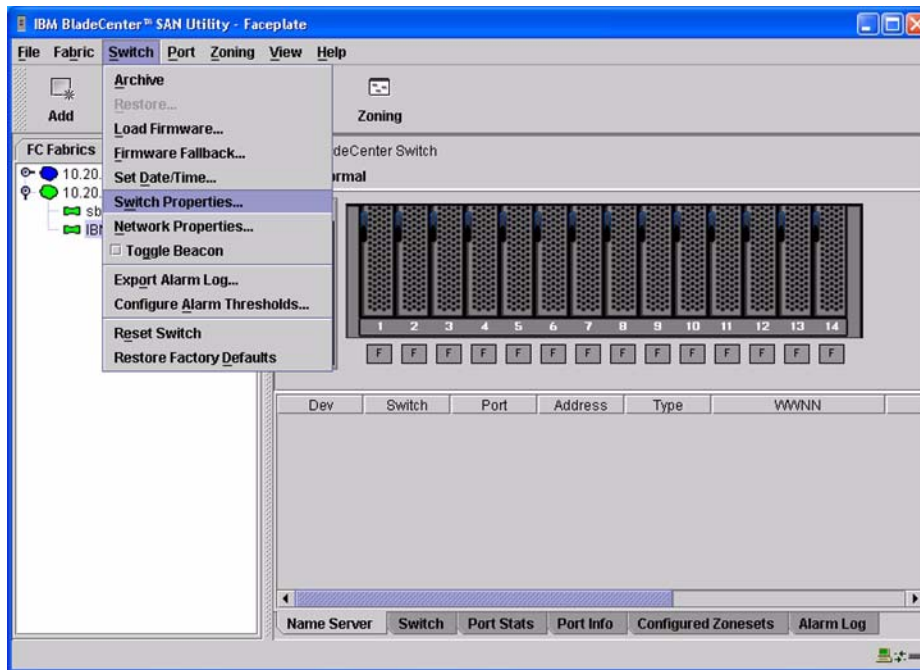 IBM BladeCenter™ SAN Utility - Faceplate
File Fabric Switch Port Zoning View Help
Add
Zoning
Archive
Restore...
Load Firmware...
Firmware Fallback...
Set Date/Time...
Switch Properties...
Network Properties...
Toggle Beacon
Export Alarm Log...
Configure Alarm Thresholds...
Reset Switch
Restore Factory Defaults
FC Fabrics
10.20.
10.20.
sb
deCenter Switch
rmal
1 2 3 4 5 6 7 8 9 10 11 12 13 14
F F F F F F F F F F F F F F
Dev Switch Port Address Type WWNN
Name Server Switch Port Stats Port Info Configured Zonesets Alarm Log